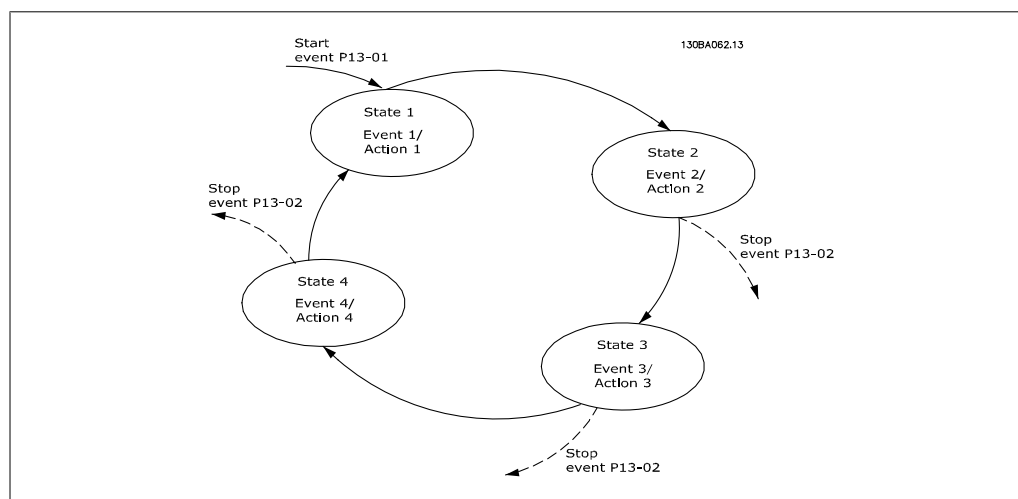 Start
event P13-01
130BA062.13
State 1
Event 1/
Action 1
State 2
Event 2/
Action 2
Stop
event P13-02
Stop
event P13-02
State 4
Event 4/
Action 4
State 3
Event 3/
Action 3
Stop
event P13-02